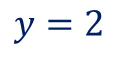 y = 2